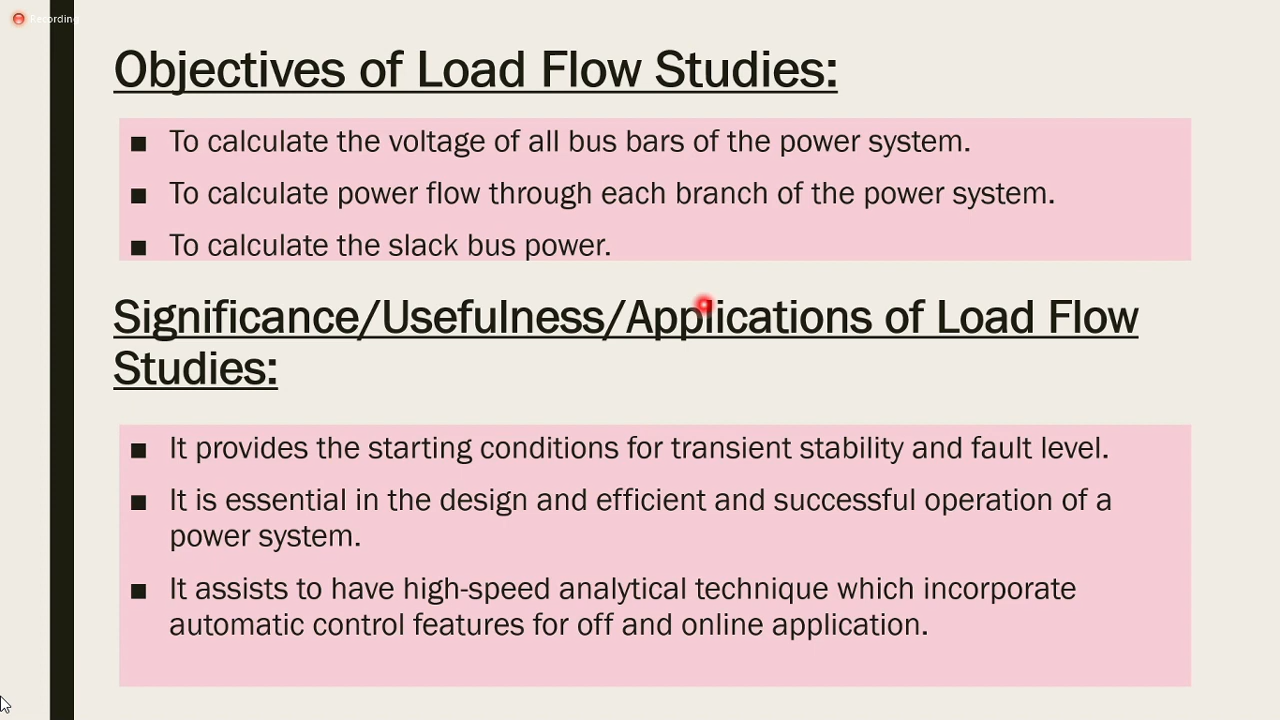 Recording
Objectives of Load Flow Studies:
■ To calculate the voltage of all bus bars of the power system.
■ To calculate power flow through each branch of the power system.
■ To calculate the slack bus power.
Significance/Usefulness/Applications of Load Flow
Studies:
■ It provides the starting conditions for transient stability and fault level.
■ It is essential in the design and efficient and successful operation of a
power system.
■ It assists to have high-speed analytical technique which incorporate
automatic control features for off and online application.